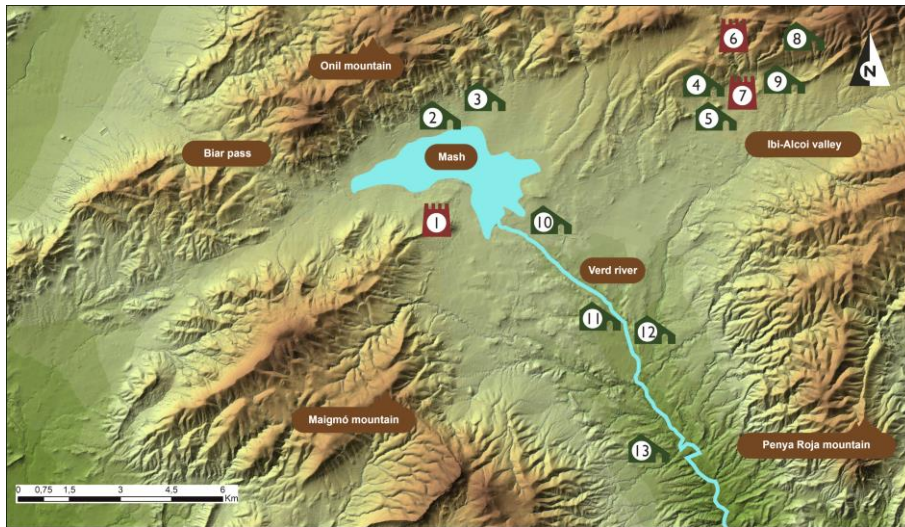 6
8
N
Onil mountain
4
7
9
3
2
5
Ibi-Alcoi valley
Biar pass
Mash
1
10
Verd river
11
12
Maigmó mountain
Penya Roja mountain
13
0 0,75 1,5 3 4,5 6
Km